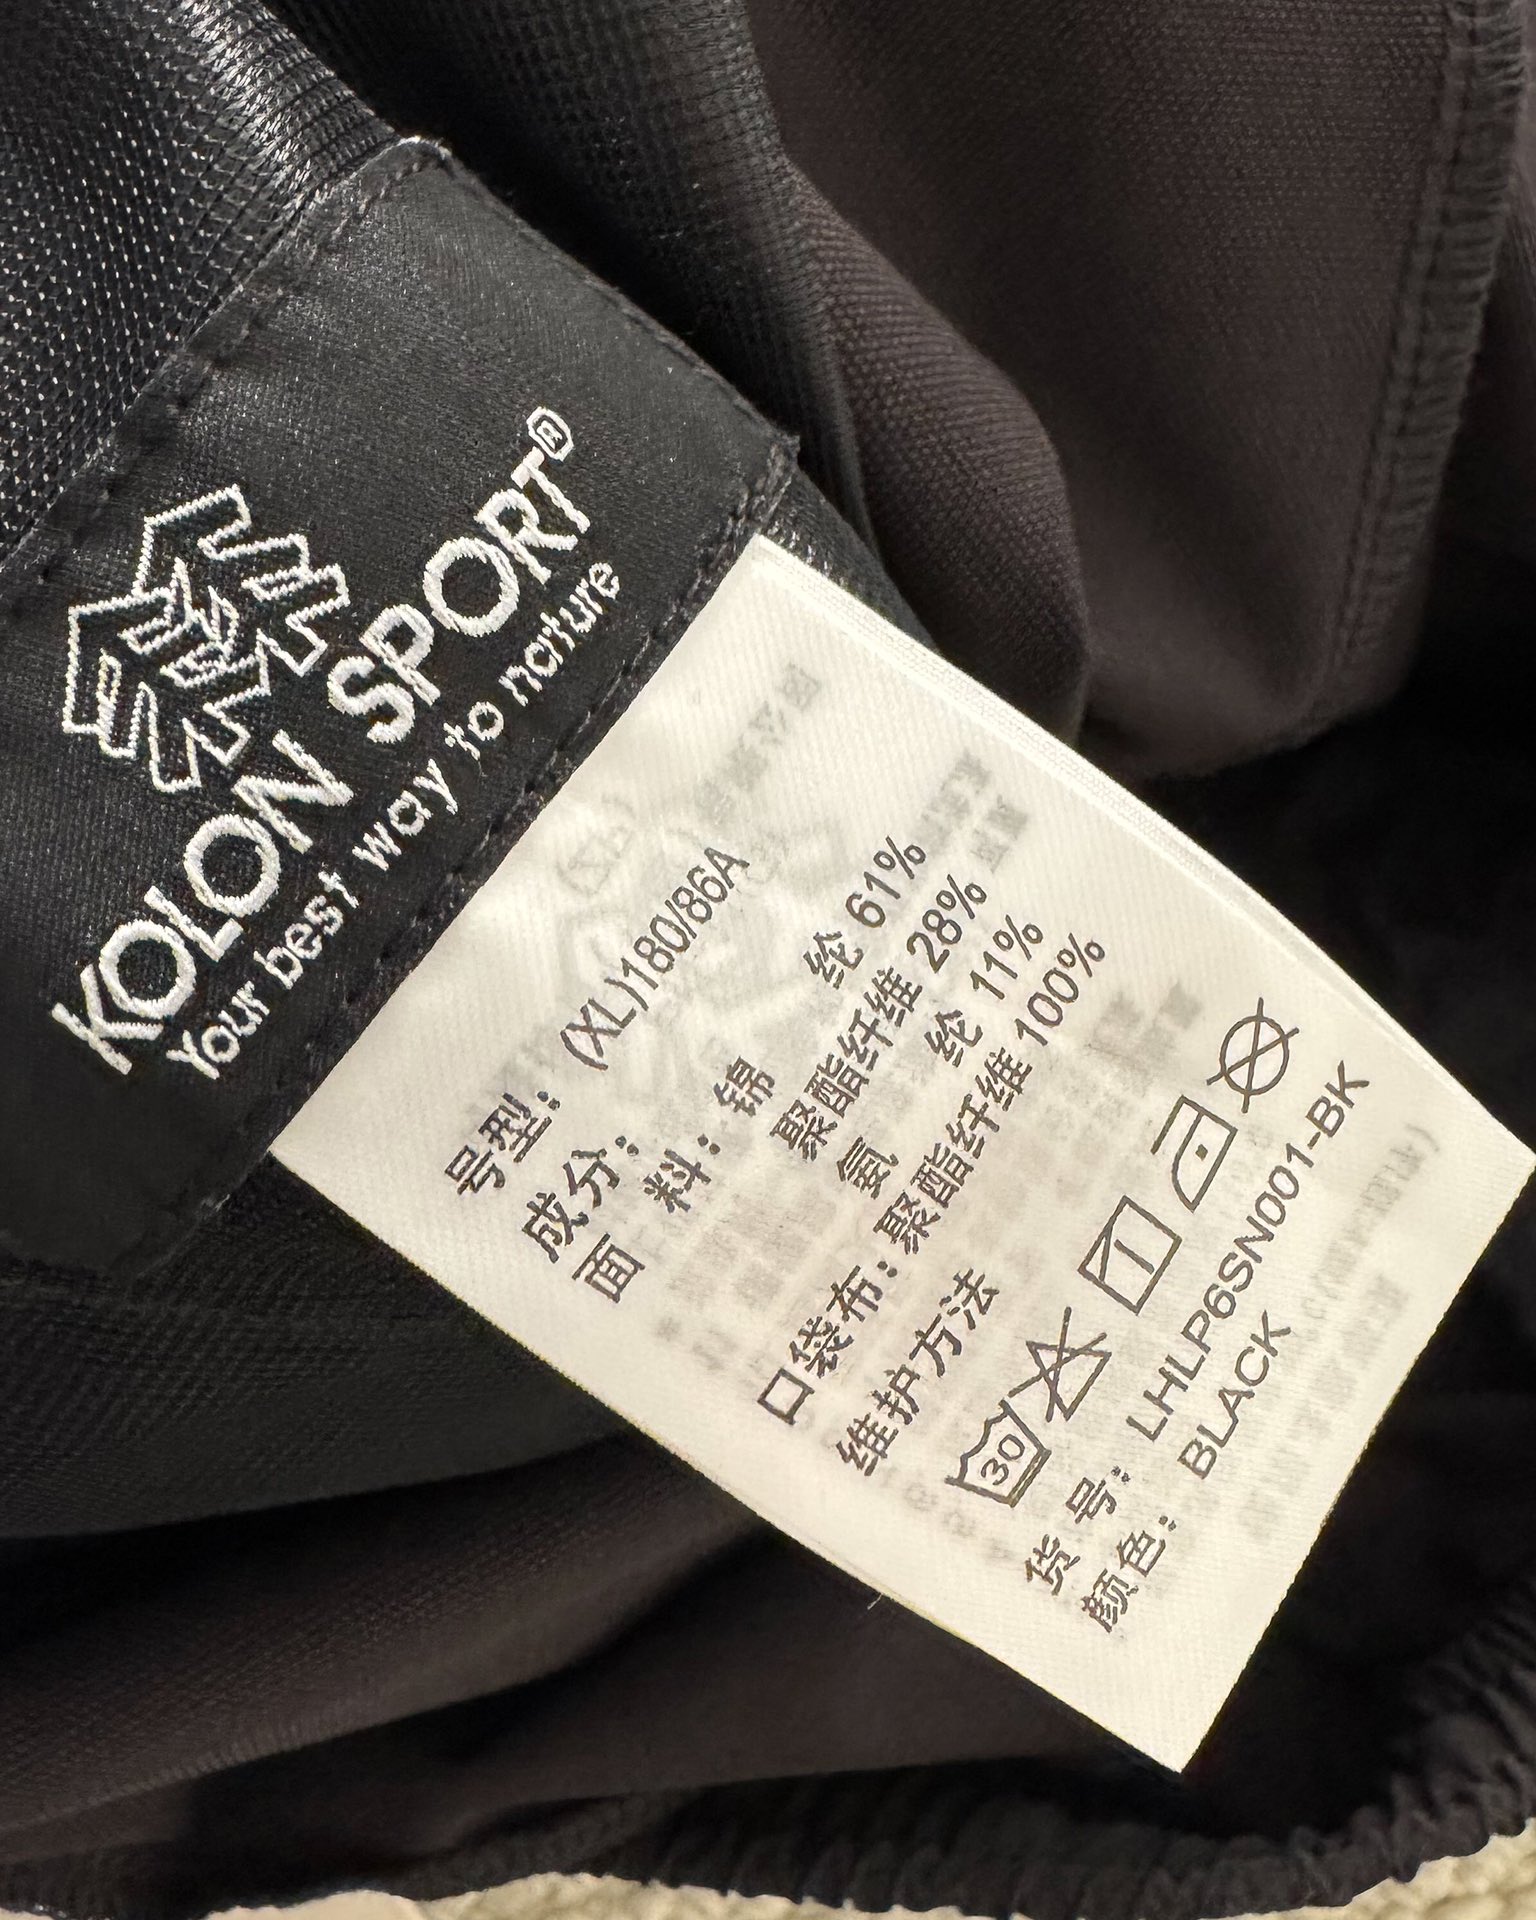 KOLON SPORT®
Your best way to nature
号型：(XL)180/86A
成分：
面 料：锦 纶 61%
聚酯纤维 28%
氨 纶 11%
口袋布：聚酯纤维 100%
维护方法
30
货 号：LHLP6SN001-BK
颜色：BLACK